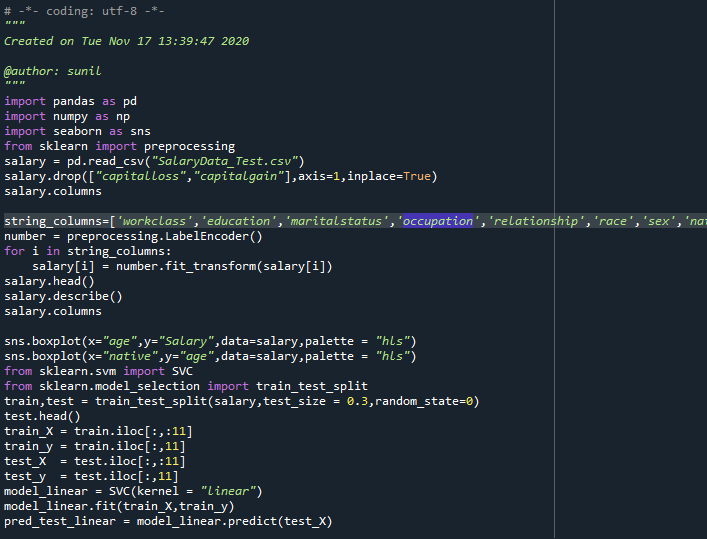 # -*- coding: utf-8 -*-
"""
Created on Tue Nov 17 13:39:47 2020
@author: sunil
"""
import pandas as pd
import numpy as np
import seaborn as sns
from sklearn import preprocessing
salary = pd.read_csv("SalaryData_Test.csv")
salary.drop(["capitalloss","capitalgain"],axis=1,inplace=True)
salary.columns
string_columns=['workclass','education','maritalstatus','occupation','relationship','race','sex','nat
number = preprocessing.LabelEncoder()
for i in string_columns:
    salary[i] = number.fit_transform(salary[i])
salary.head()
salary.describe()
salary.columns
sns.boxplot(x="age",y="Salary",data=salary,palette = "hls")
sns.boxplot(x="native",y="age",data=salary,palette = "hls")
from sklearn.svm import SVC
from sklearn.model_selection import train_test_split
train,test = train_test_split(salary,test_size = 0.3,random_state=0)
test.head()
train_X = train.iloc[:,:11]
train_y = train.iloc[:,11]
test_X  = test.iloc[:,:11]
test_y  = test.iloc[:,11]
model_linear = SVC(kernel = "linear")
model_linear.fit(train_X,train_y)
pred_test_linear = model_linear.predict(test_X)